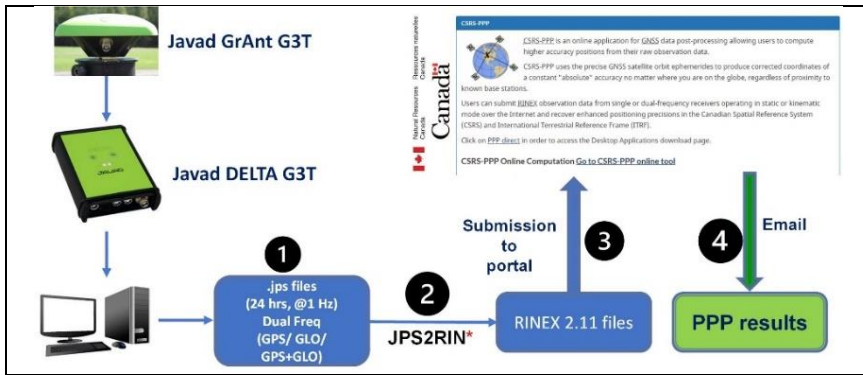 Javad GrAnt G3T
Javad DELTA G3T
JAVAD
1
.jps files
(24 hrs, @1 Hz)
Dual Freq
(GPS/ GLO/
GPS+GLO)
2
JPS2RIN*
RINEX 2.11 files
Submission
to
portal
3
Natural Resources
Canada
Ressources naturelles
Canada
Canada
CSRS-PPP
CSRS-PPP is an online application for GNSS data post-processing allowing users to compute
higher accuracy positions from their raw observation data.
CSRS-PPP uses the precise GNSS satellite orbit ephemerides to produce corrected coordinates of
a constant "absolute" accuracy no matter where you are on the globe, regardless of proximity to
known base stations.
Users can submit RINEX observation data from single or dual-frequency receivers operating in static or kinematic
mode over the Internet and recover enhanced positioning precisions in the Canadian Spatial Reference System
(CSRS) and International Terrestrial Reference Frame (ITRF).
Click on PPP direct in order to access the Desktop Applications download page.
CSRS-PPP Online Computation Go to CSRS-PPP online tool
4
Email
PPP results